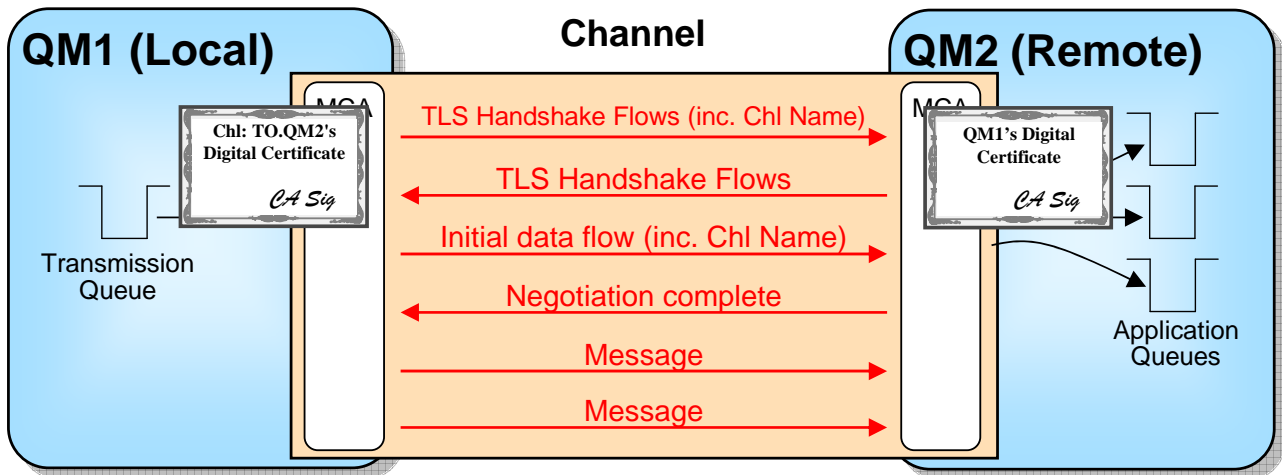 QM1 (Local)
Channel
QM2 (Remote)
MCA
MCA
Chl: TO.QM2's
Digital Certificate
CA Sig
QM1's Digital
Certificate
CA Sig
TLS Handshake Flows (inc. Chl Name)
TLS Handshake Flows
Initial data flow (inc. Chl Name)
Negotiation complete
Message
Message
Transmission
Queue
Application
Queues